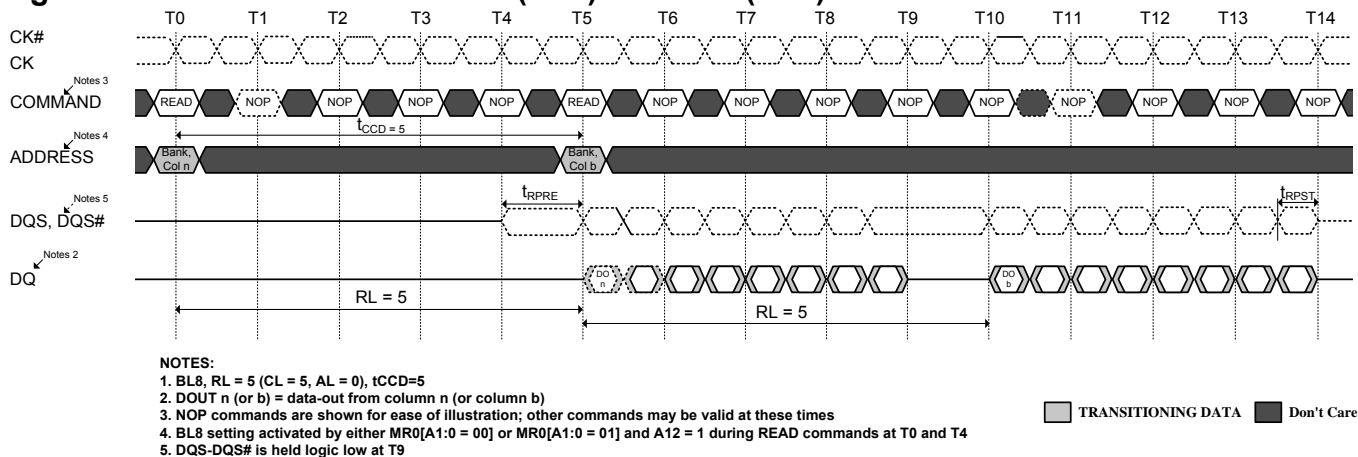 T0 T1 T2 T3 T4 T5 T6 T7 T8 T9 T10 T11 T12 T13 T14
CK#
CK
Notes 3
COMMAND READ NOP NOP NOP NOP READ NOP NOP NOP NOP NOP NOP NOP NOP NOP
tCCD = 5
Notes 4
ADDRESS
Bank, Col n
Bank, Col b
tRPRE
Notes 5
DQS, DQS#
tRPST
Notes 2
DQ
DO n
DO b
RL = 5
RL = 5
NOTES:
1. BL8, RL = 5 (CL = 5, AL = 0), tCCD=5
2. DOUT n (or b) = data-out from column n (or column b)
3. NOP commands are shown for ease of illustration; other commands may be valid at these times
4. BL8 setting activated by either MR0[A1:0 = 00] or MR0[A1:0 = 01] and A12 = 1 during READ commands at T0 and T4
5. DQS-DQS# is held logic low at T9
TRANSITIONING DATA
Don't Care